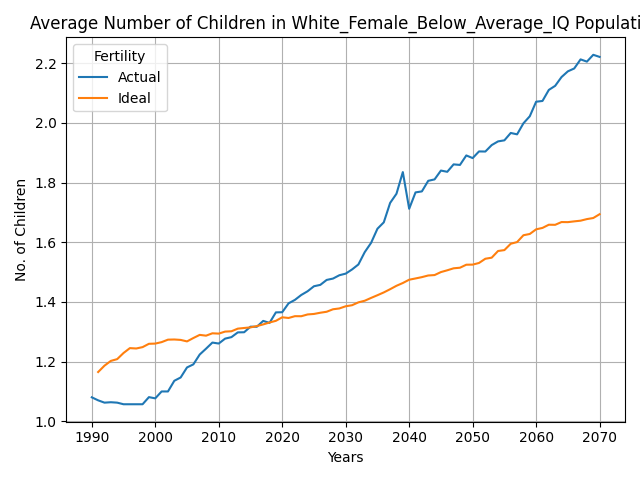 Average Number of Children in White_Female_Below_Average_IQ Populati
Fertility
Actual
Ideal
No. of Children
2.2
2.0
1.8
1.6
1.4
1.2
1.0
1990 2000 2010 2020 2030 2040 2050 2060 2070
Years